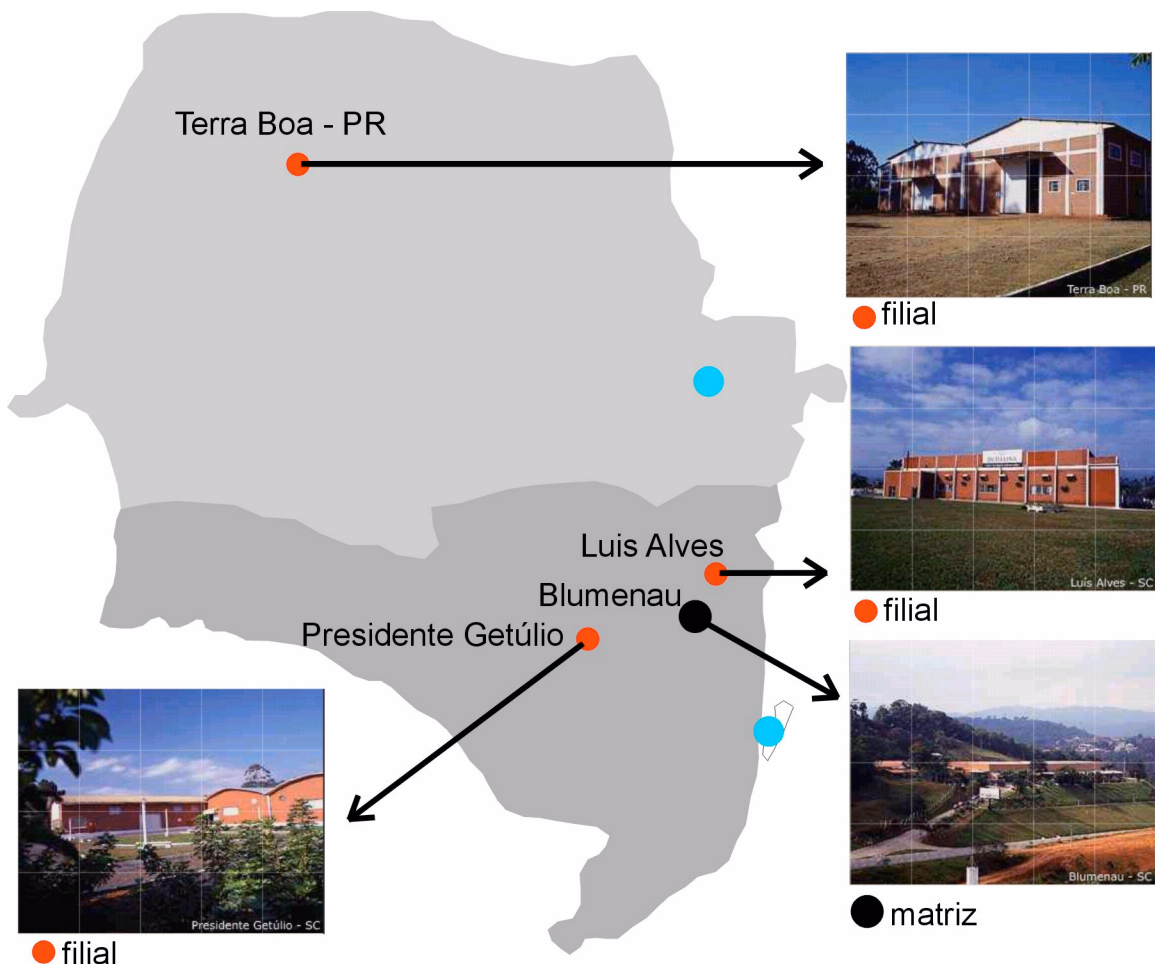 Terra Boa - PR
Terra Boa - PR
filial
Luis Alves
Luís Alves - SC
filial
Blumenau
Presidente Getúlio
Blumenau - SC
matriz
Presidente Getúlio - SC
filial